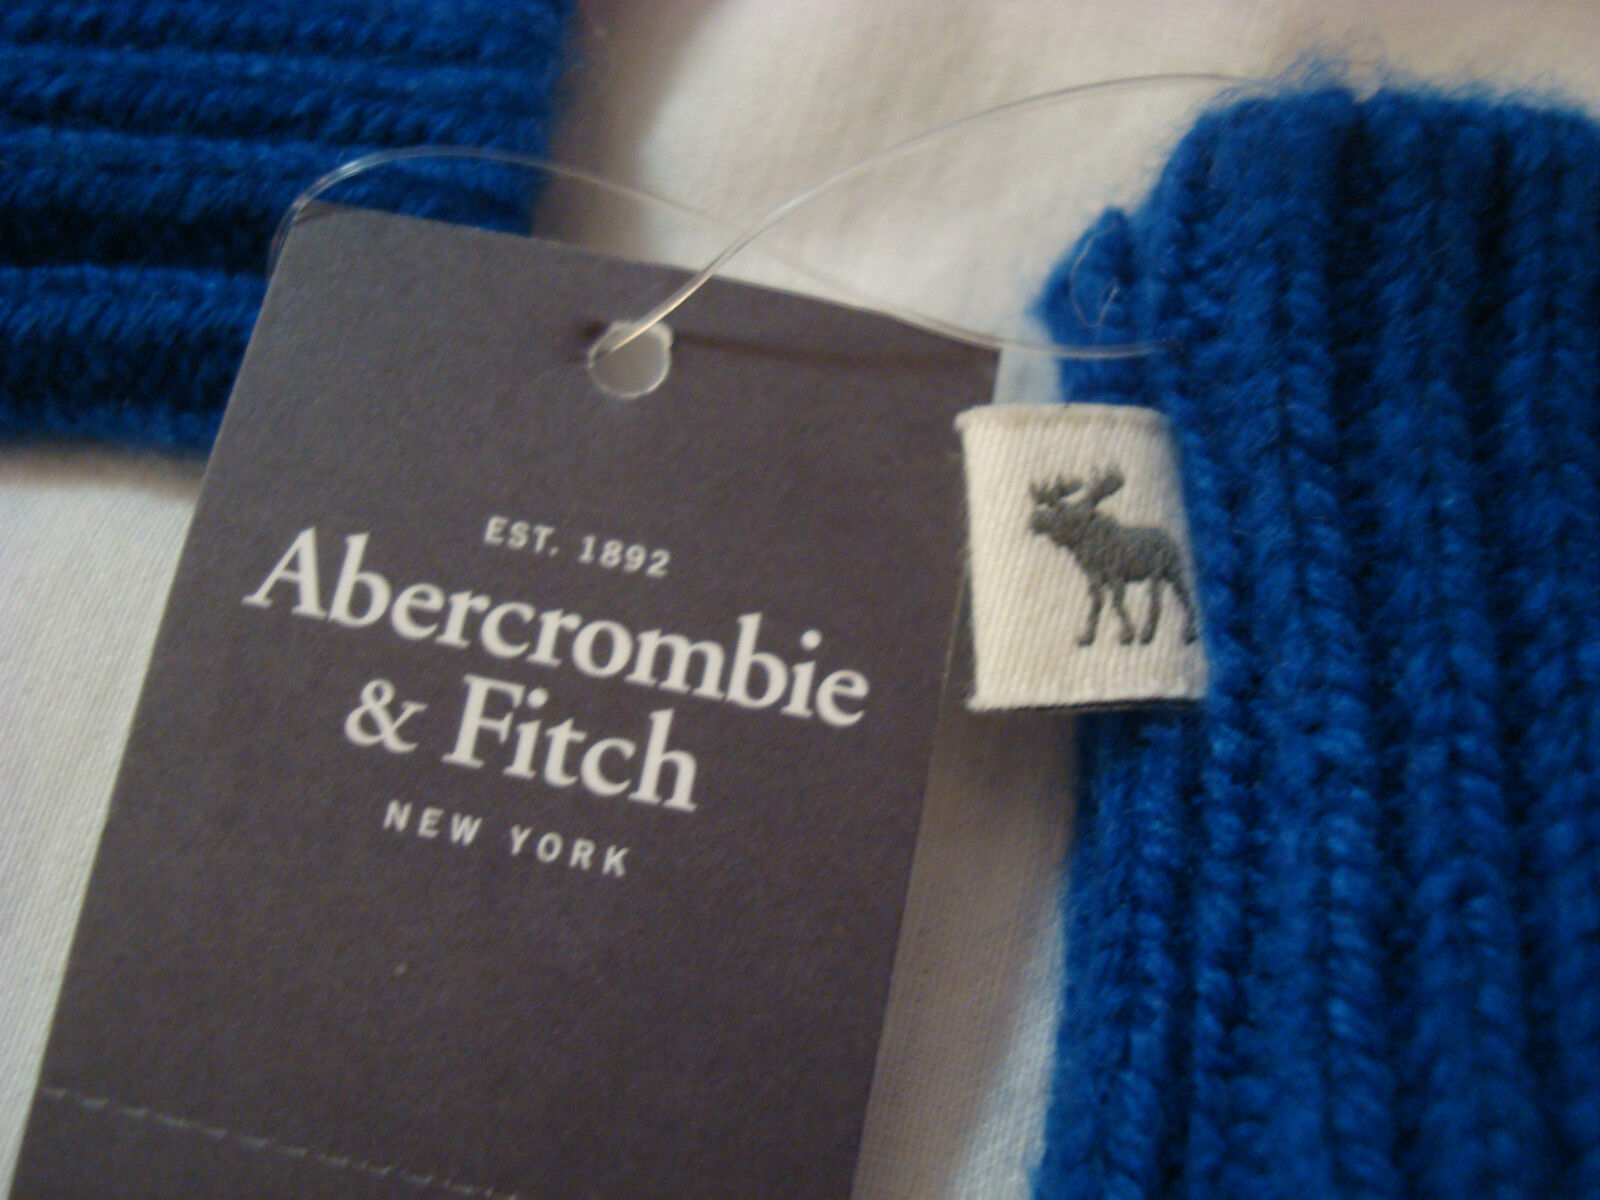 EST. 1892
Abercrombie
& Fitch
NEW YORK